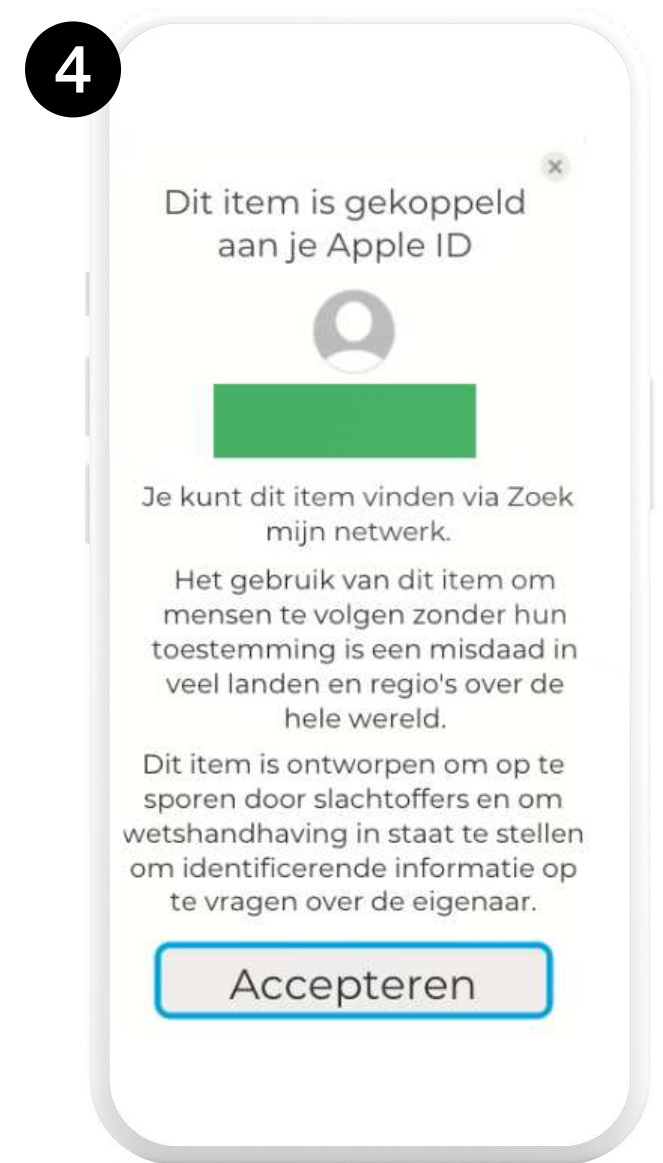 4
×
Dit item is gekoppeld
aan je Apple ID
Je kunt dit item vinden via Zoek
mijn netwerk.
Het gebruik van dit item om
mensen te volgen zonder hun
toestemming is een misdaad in
veel landen en regio's over de
hele wereld.
Dit item is ontworpen om op te
sporen door slachtoffers en om
wetshandhaving in staat te stellen
om identificerende informatie op
te vragen over de eigenaar.
Accepteren